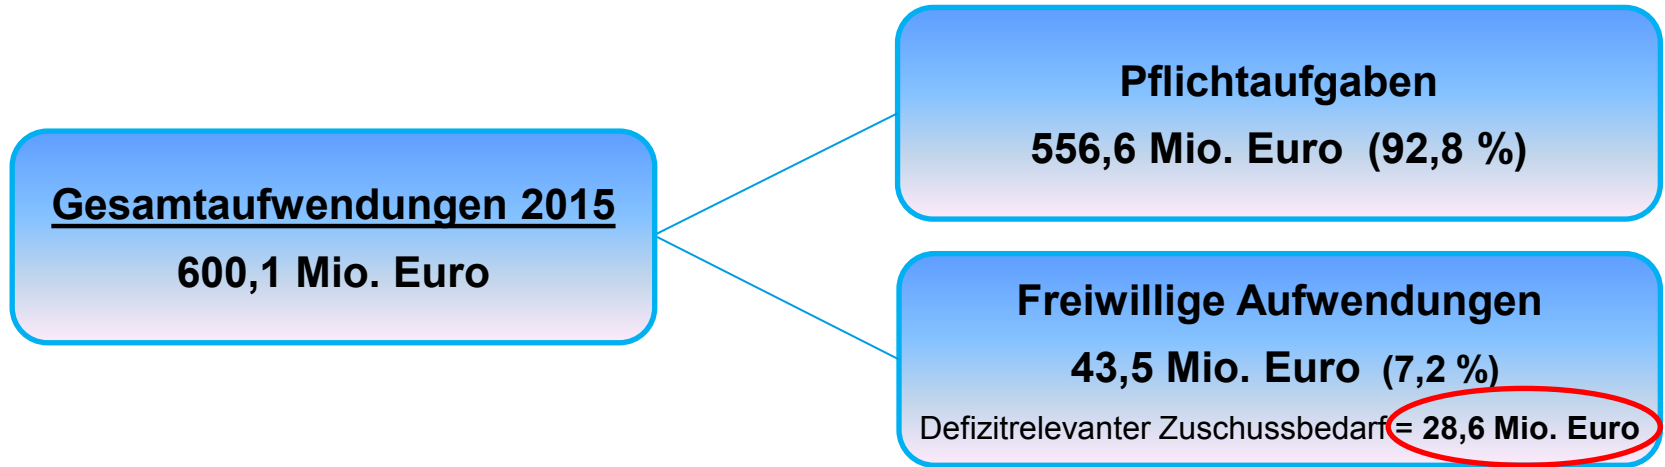 Gesamtaufwendungen 2015
600,1 Mio. Euro
Pflichtaufgaben
556,6 Mio. Euro (92,8 %)
Freiwillige Aufwendungen
43,5 Mio. Euro (7,2 %)
Defizitrelevanter Zuschussbedarf = 28,6 Mio. Euro